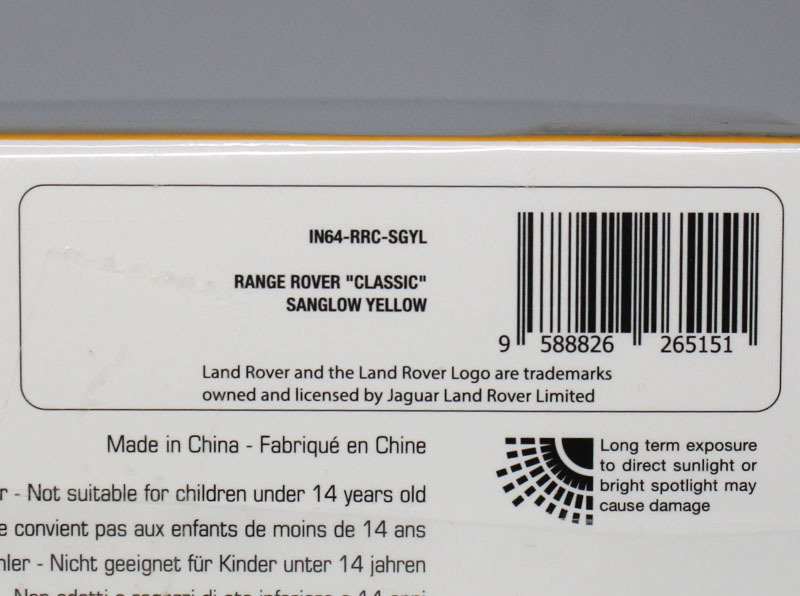 IN64-RRC-SGYL
RANGE ROVER "CLASSIC"
SANGLOW YELLOW
9 588826 265151
Land Rover and the Land Rover Logo are trademarks
owned and licensed by Jaguar Land Rover Limited
Made in China - Fabriqué en Chine
Long term exposure
to direct sunlight or
bright spotlight may
cause damage
- Not suitable for children under 14 years old
convient pas aux enfants de moins de 14 ans
- Nicht geeignet für Kinder unter 14 jahren